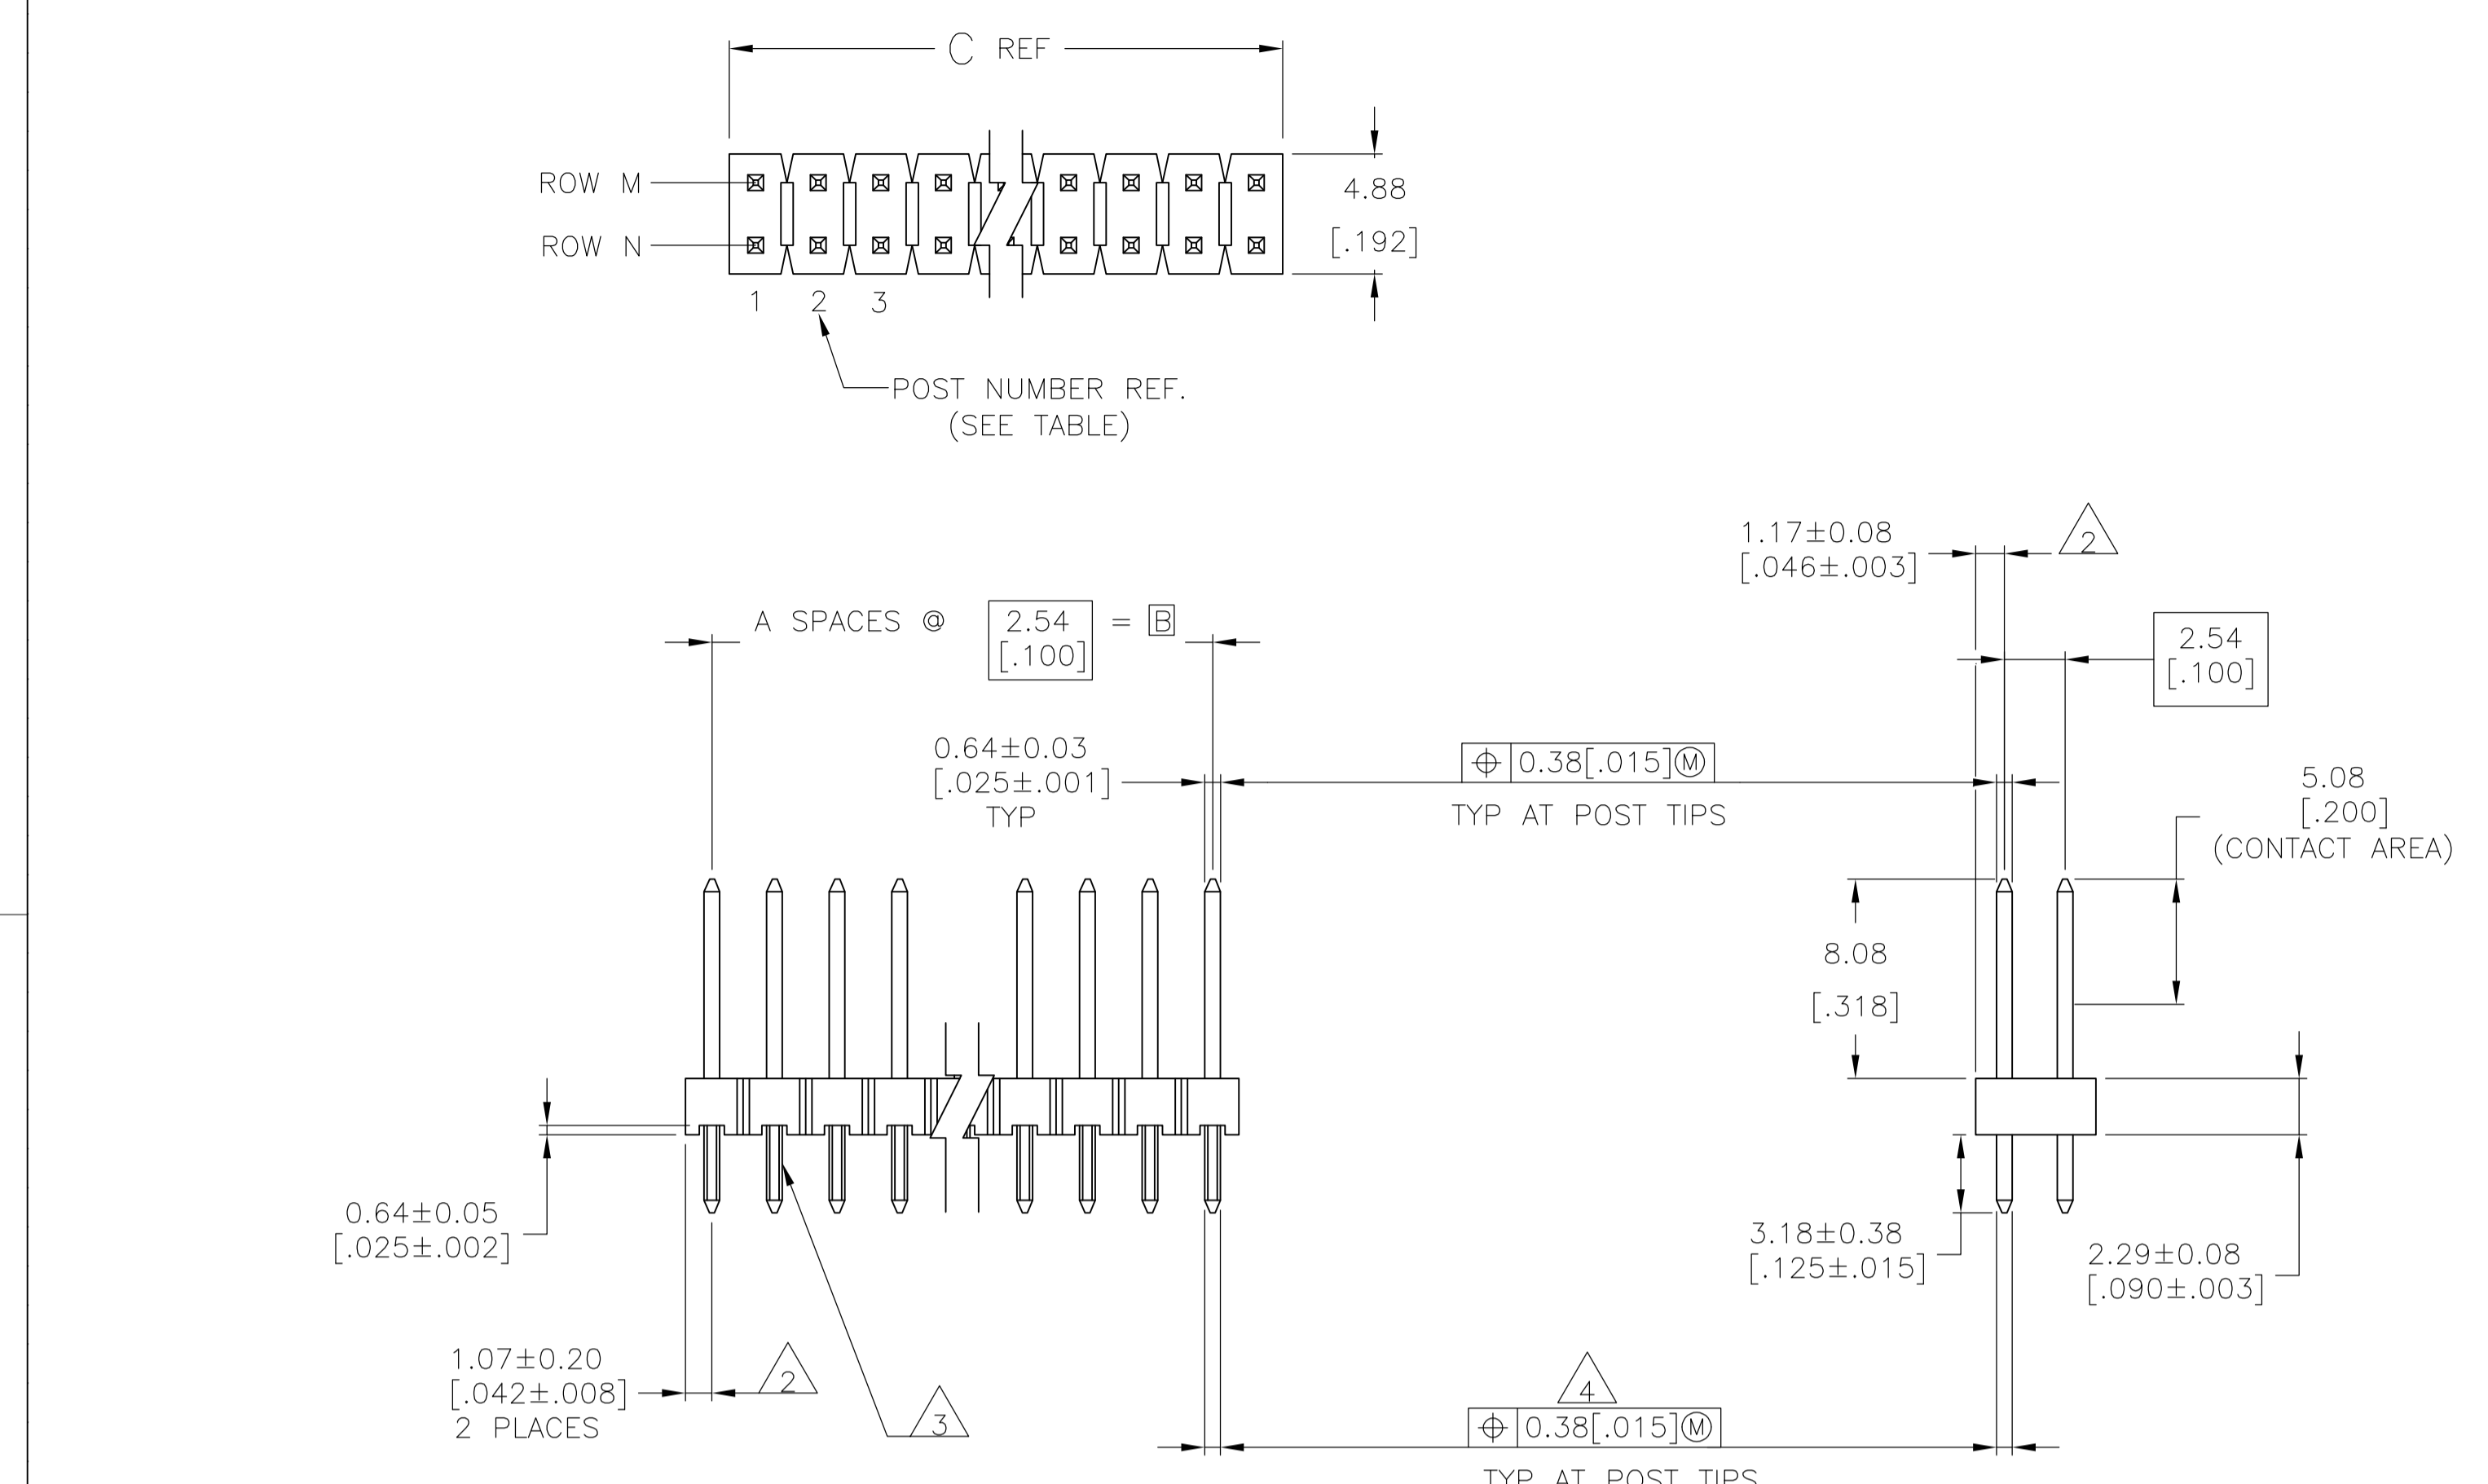 C REF
ROW M
ROW N
4.88
[.192]
1 2 3
POST NUMBER REF.
(SEE TABLE)
1.17±0.08
[.046±.003]
2
A SPACES @ 2.54 = B
[.100]
2.54
[.100]
0.64±0.03
[.025±.001]
TYP
⌖ 0.38[.015]Ⓜ
TYP AT POST TIPS
5.08
[.200]
(CONTACT AREA)
8.08
[.318]
0.64±0.05
[.025±.002]
3.18±0.38
[.125±.015]
2.29±0.08
[.090±.003]
1.07±0.20
[.042±.008]
2 PLACES
2
3
4
⌖ 0.38[.015]Ⓜ
TYP AT POST TIPS